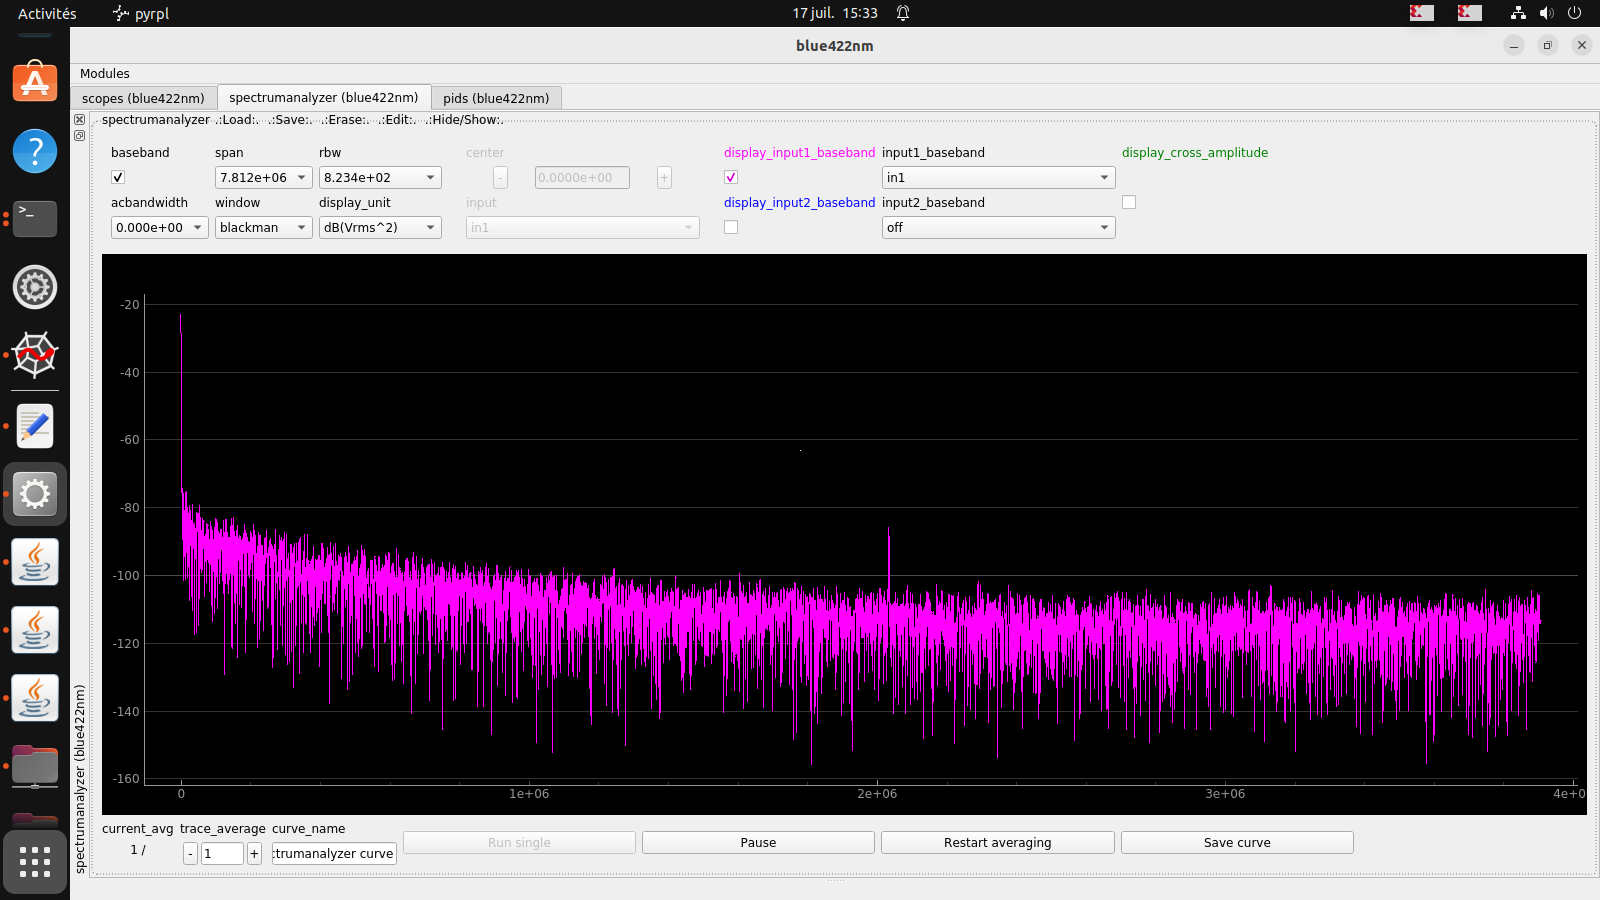 Activités pyrpl 17 juil. 15:33
blue422nm
Modules
scopes (blue422nm) spectrumanalyzer (blue422nm) pids (blue422nm)
spectrumanalyzer .:Load:. .:Save:. .:Erase:. .:Edit:. .:Hide/Show:.
baseband span rbw center display_input1_baseband input1_baseband display_cross_amplitude
7.812e+06 8.234e+02 - 0.0000e+00 + in1
acbandwidth window display_unit input display_input2_baseband input2_baseband
0.000e+00 blackman dB(Vrms^2) in1 off
-20
-40
-60
-80
-100
-120
-140
-160
0 1e+06 2e+06 3e+06 4e+0
spectrumanalyzer (blue422nm)
current_avg trace_average curve_name
1 / - 1 + trumanalyzer curve Run single Pause Restart averaging Save curve